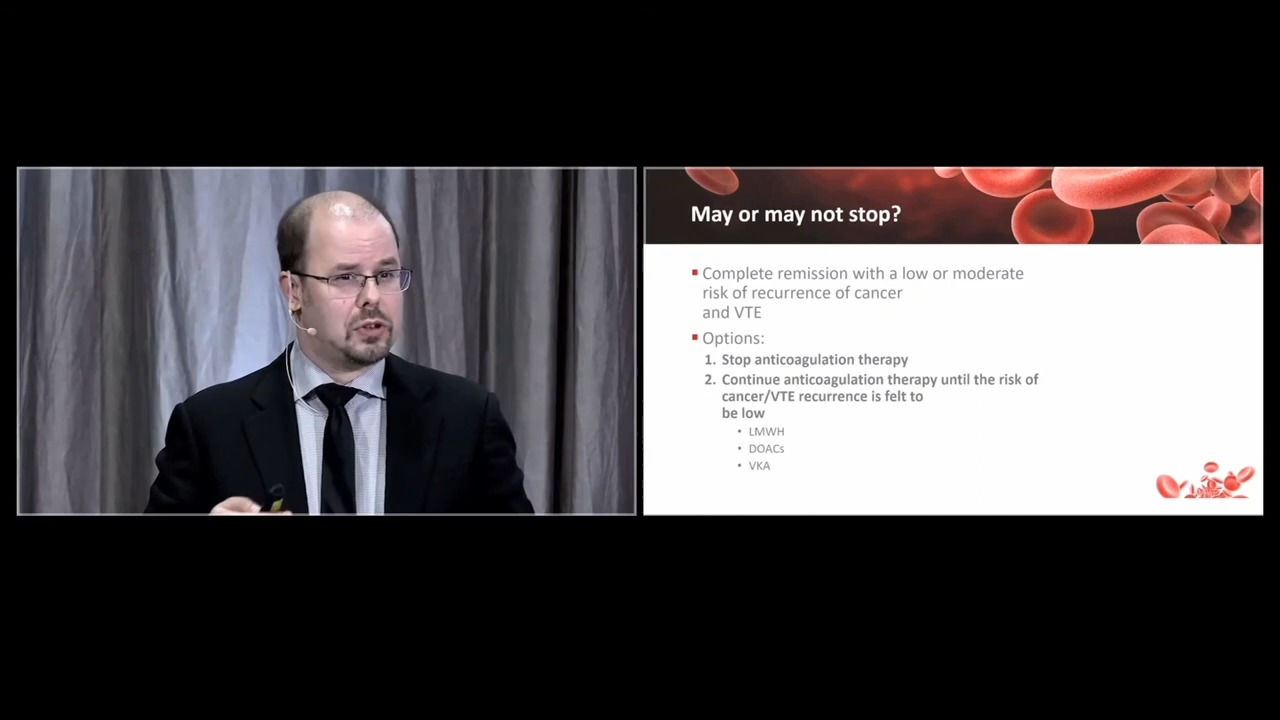 May or may not stop?
▪ Complete remission with a low or moderate
risk of recurrence of cancer
and VTE
▪ Options:
1. Stop anticoagulation therapy
2. Continue anticoagulation therapy until the risk of
cancer/VTE recurrence is felt to
be low
• LMWH
• DOACs
• VKA